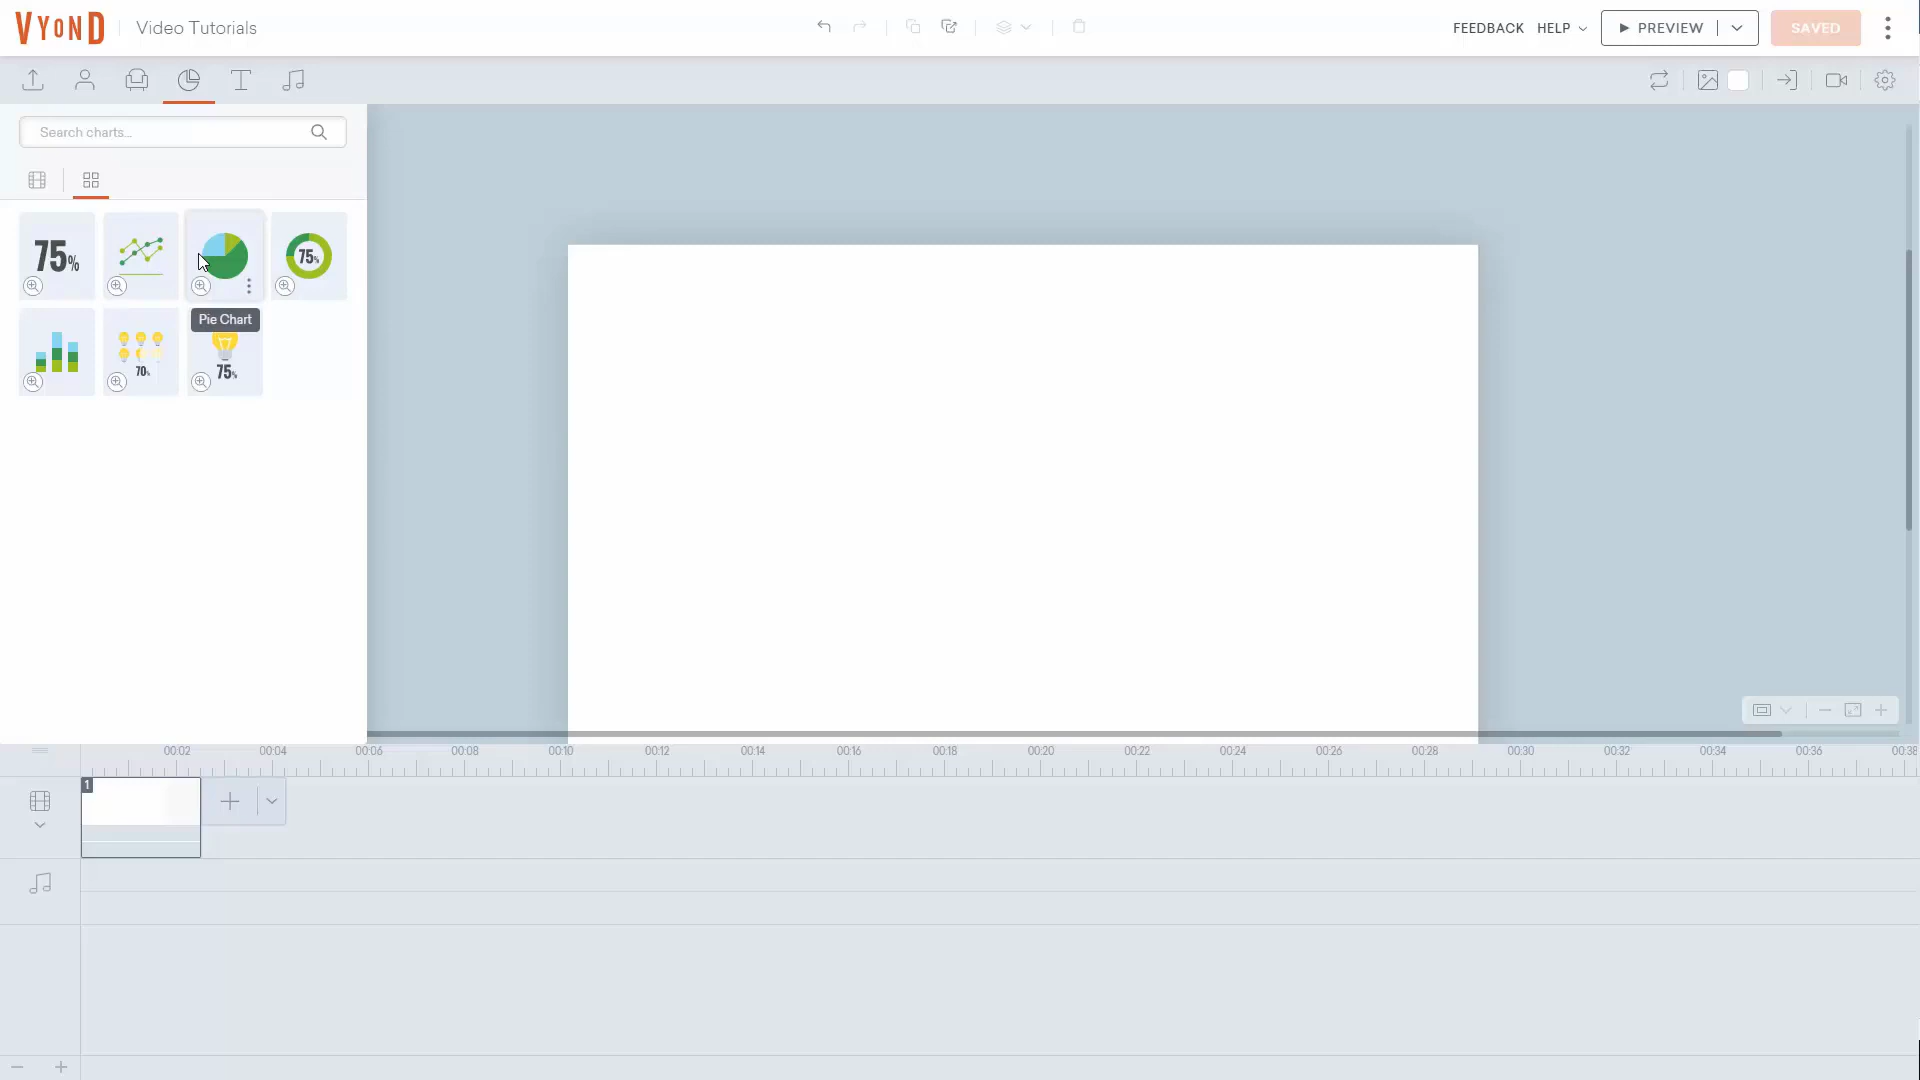 VYOND
Video Tutorials
FEEDBACK HELP
PREVIEW
SAVED
Search charts...
75%
75%
Pie Chart
70%
75%
00:02 00:04 00:06 00:08 00:10 00:12 00:14 00:16 00:18 00:20 00:22 00:24 00:26 00:28 00:30 00:32 00:34 00:36 00:38
1